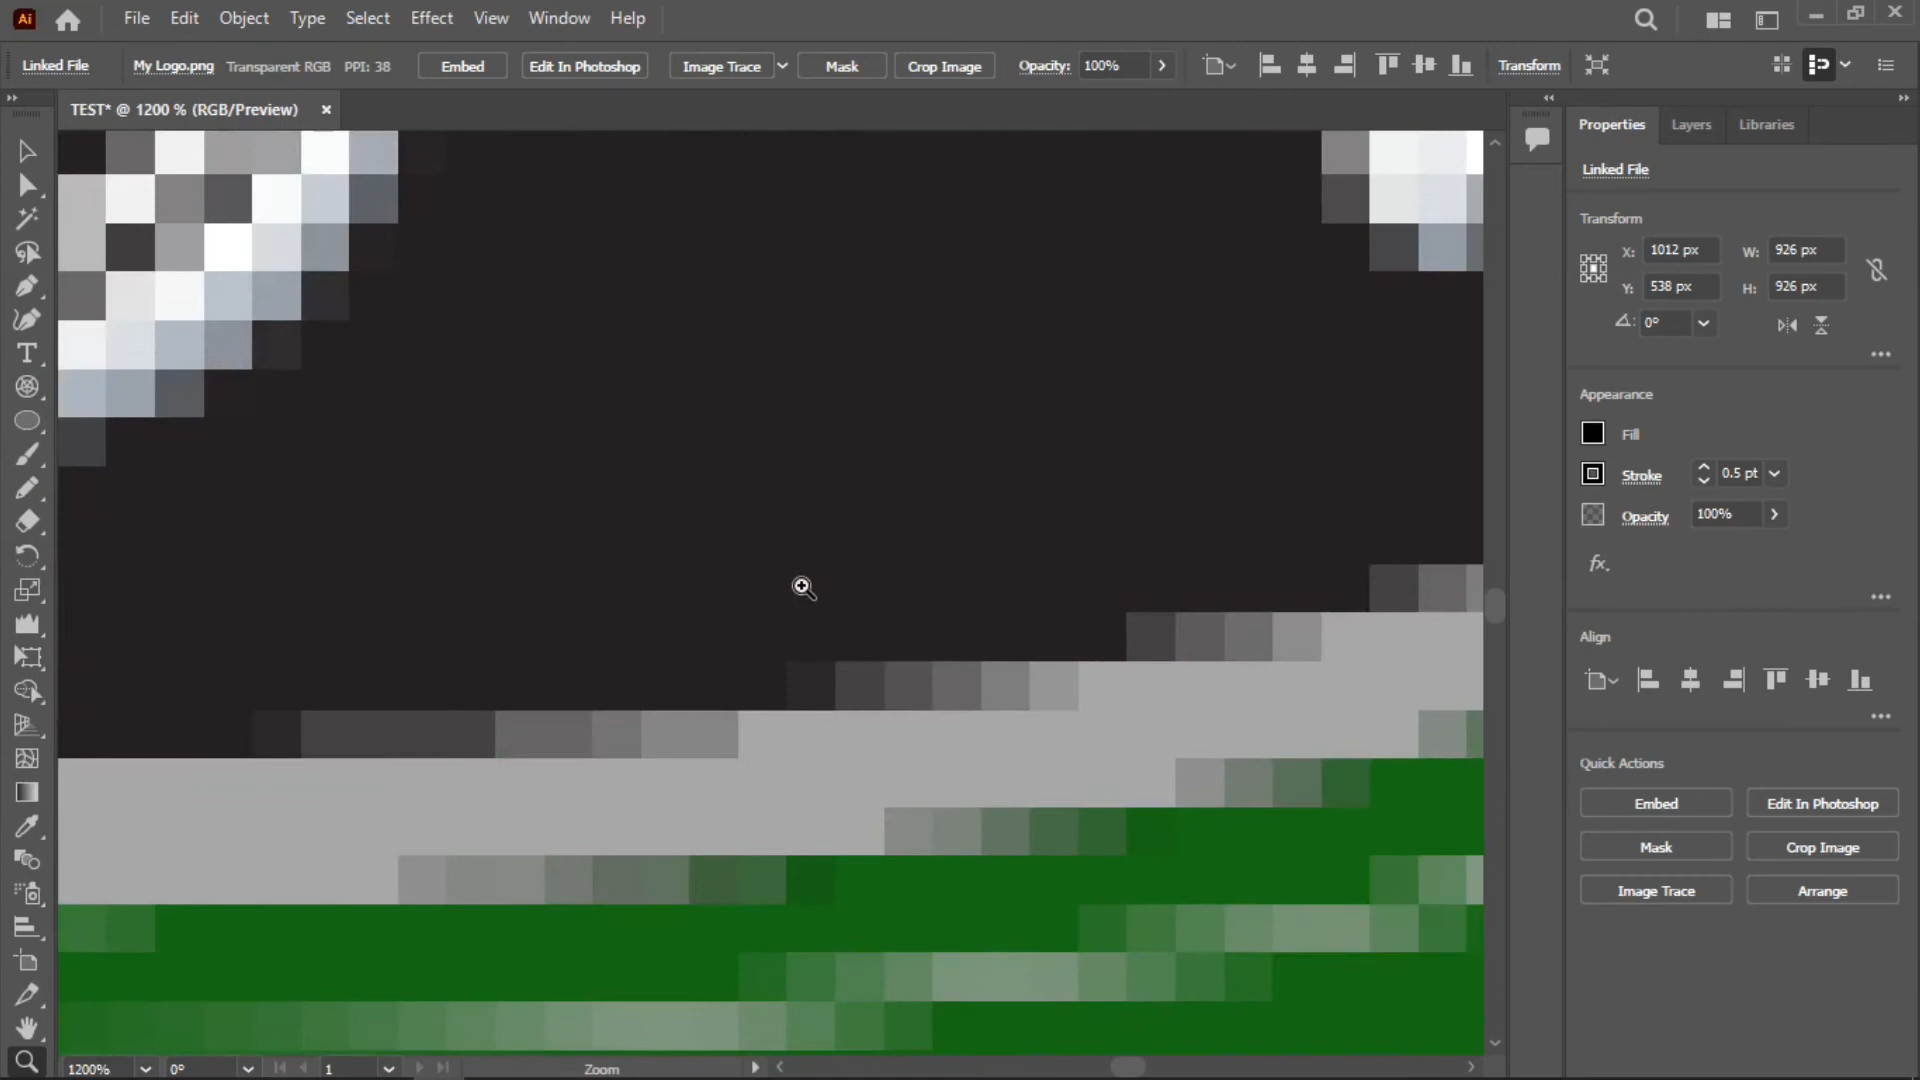 Ai File Edit Object Type Select Effect View Window Help
Linked File My Logo.png Transparent RGB PPI: 38 Embed Edit In Photoshop Image Trace Mask Crop Image Opacity: 100% Transform
TEST* @ 1200 % (RGB/Preview) ×
Properties Layers Libraries
Linked File
Transform
X: 1012 px W: 926 px
Y: 538 px H: 926 px
0°
Appearance
Fill
Stroke 0.5 pt
Opacity 100%
fx.
Align
Quick Actions
Embed Edit In Photoshop
Mask Crop Image
Image Trace Arrange
1200% 0° 1 Zoom